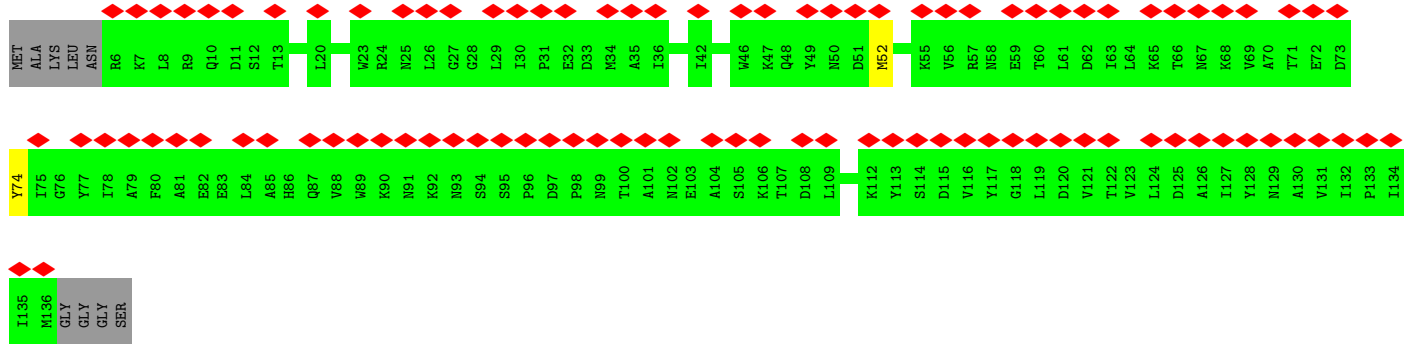 MET ALA LYS LEU ASN R6 K7 L8 R9 Q10 D11 S12 T13 L20 W23 R24 N25 L26 G27 G28 L29 I30 P31 E32 D33 M34 A35 I36 I42 W46 K47 Q48 Y49 N50 D51 M52 K55 V56 R57 N58 E59 T60 L61 D62 I63 L64 K65 T66 N67 K68 V69 A70 T71 E72 D73
Y74 I75 G76 Y77 I78 A79 F80 A81 E82 E83 L84 A85 H86 Q87 V88 W89 K90 N91 K92 N93 S94 S95 P96 D97 P98 N99 T100 A101 N102 E103 A104 S105 K106 T107 D108 L109 K112 Y113 S114 D115 V116 Y117 G118 L119 D120 V121 T122 V123 L124 D125 A126 I127 Y128 N129 A130 V131 I132 P133 I134
I135 M136 GLY GLY GLY SER